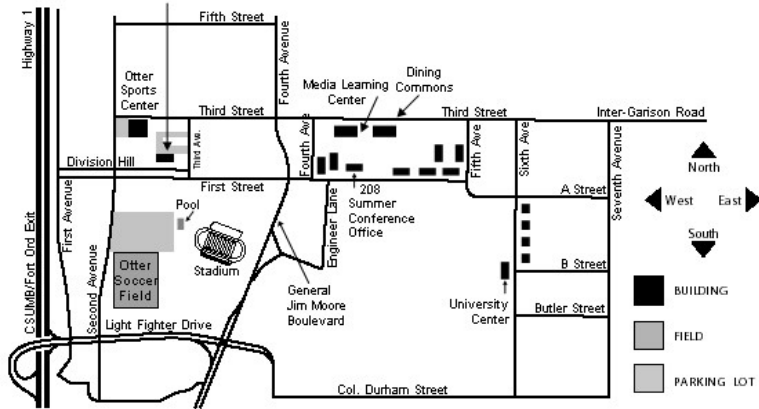 Highway 1
Fifth Street
Fourth Avenue
Otter
Sports
Center
Media Learning
Center
Dining
Commons
Third Street
Third Street
Inter-Garison Road
Third Ave.
Fourth Ave
Fifth Ave
Sixth Ave
Seventh Avenue
North
West
East
South
Division Hill
First Street
208
Summer
Conference
Office
A Street
First Avenue
Second Avenue
Pool
Stadium
Engineer Lane
Otter
Soccer
Field
General
Jim Moore
Boulevard
University
Center
B Street
Butler Street
CSUMB/Fort Ord Exit
Light Fighter Drive
Col. Durham Street
BUILDING
FIELD
PARKING LOT